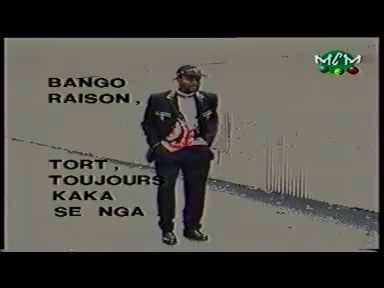 MCM
BANGO
RAISON,
TORT,
TOUJOURS
KAKA
SE NGA